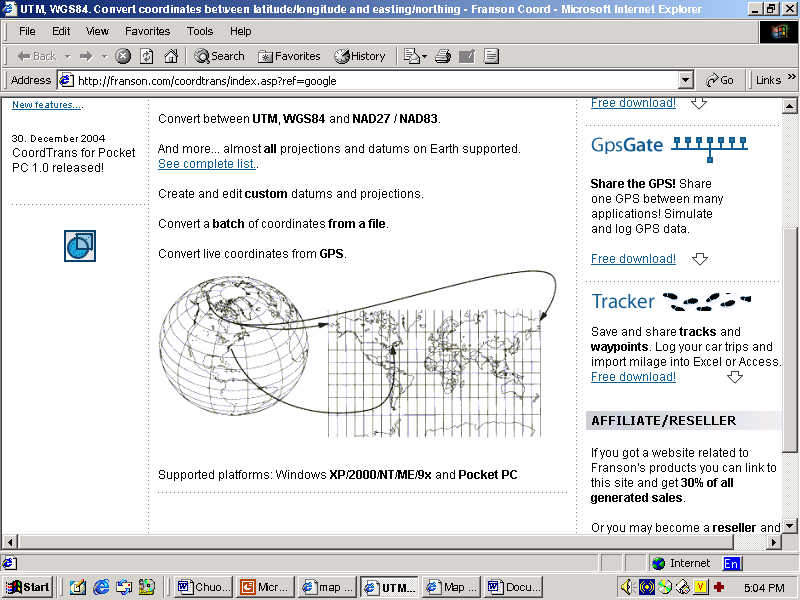 UTM, WGS84. Convert coordinates between latitude/longitude and easting/northing - Franson Coord - Microsoft Internet Explorer
File Edit View Favorites Tools Help
Back Search Favorites History
Address http://franson.com/coordtrans/index.asp?ref=google Go Links »
New features....
30. December 2004
CoordTrans for Pocket
PC 1.0 released!
Convert between UTM, WGS84 and NAD27 / NAD83.
And more... almost all projections and datums on Earth supported.
See complete list..
Create and edit custom datums and projections.
Convert a batch of coordinates from a file.
Convert live coordinates from GPS.
Supported platforms: Windows XP/2000/NT/ME/9x and Pocket PC
Free download!
GpsGate
Share the GPS! Share
one GPS between many
applications! Simulate
and log GPS data.
Free download!
Tracker
Save and share tracks and
waypoints. Log your car trips and
import milage into Excel or Access.
Free download!
AFFILIATE/RESELLER
If you got a website related to
Franson's products you can link to
this site and get 30% of all
generated sales.
Or you may become a reseller and
Internet En
Start Chuo... Micr... map ... UTM... Map ... Docu... 5:04 PM